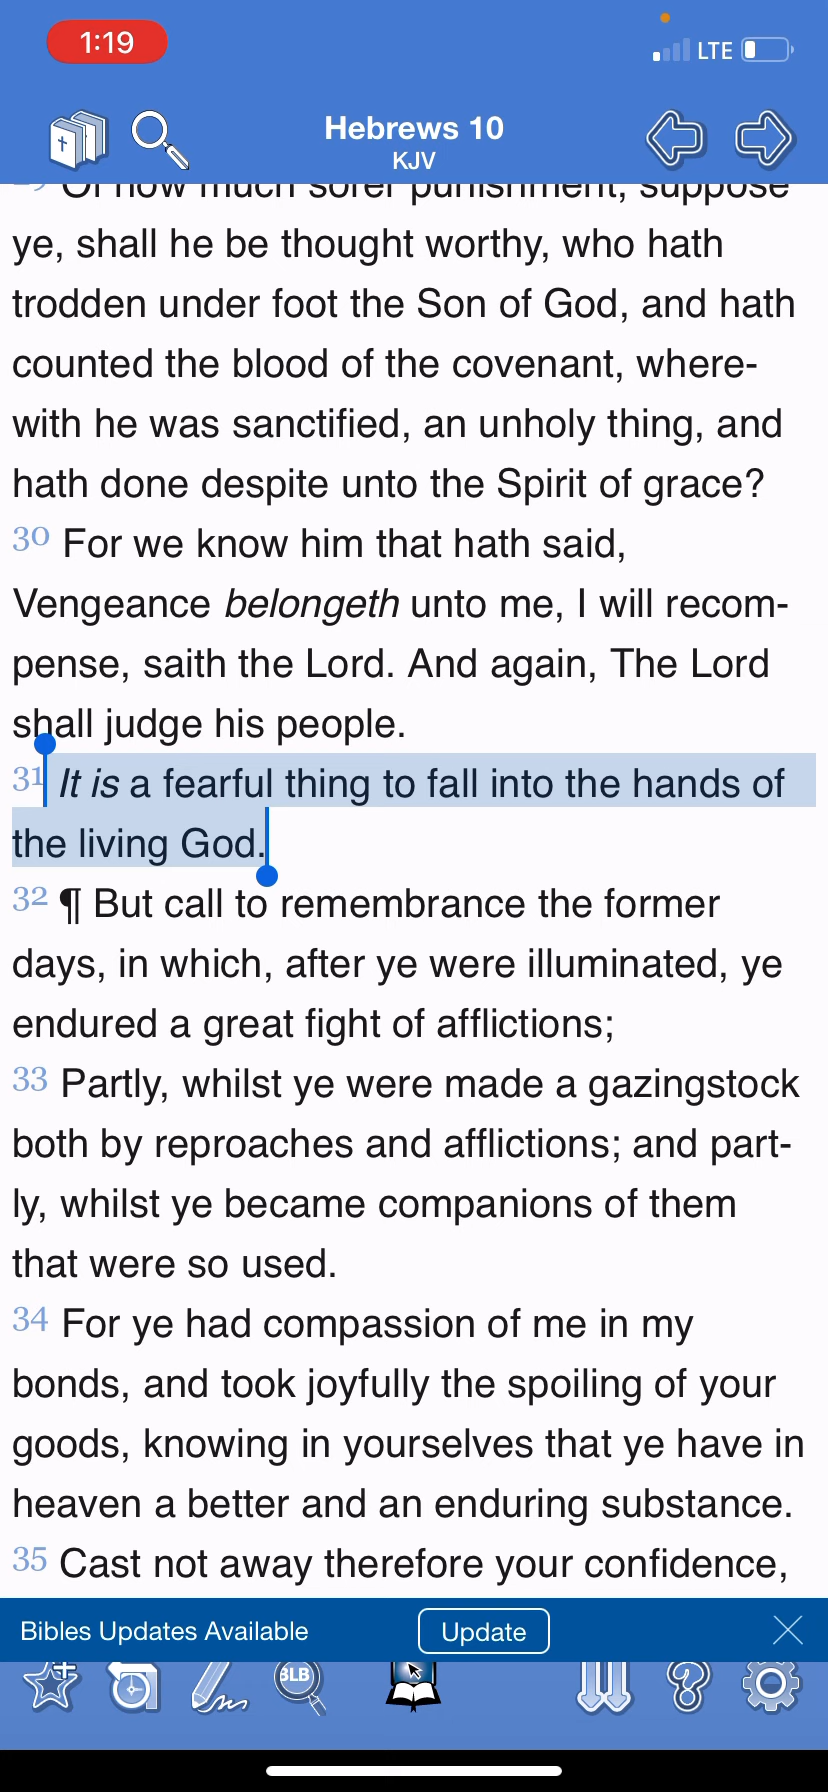 1:19
LTE
Hebrews 10
KJV
29 Of how much sorer punishment, suppose
ye, shall he be thought worthy, who hath
trodden under foot the Son of God, and hath
counted the blood of the covenant, where-
with he was sanctified, an unholy thing, and
hath done despite unto the Spirit of grace?
30 For we know him that hath said,
Vengeance belongeth unto me, I will recom-
pense, saith the Lord. And again, The Lord
shall judge his people.
31 It is a fearful thing to fall into the hands of
the living God.
32 ¶ But call to remembrance the former
days, in which, after ye were illuminated, ye
endured a great fight of afflictions;
33 Partly, whilst ye were made a gazingstock
both by reproaches and afflictions; and part-
ly, whilst ye became companions of them
that were so used.
34 For ye had compassion of me in my
bonds, and took joyfully the spoiling of your
goods, knowing in yourselves that ye have in
heaven a better and an enduring substance.
35 Cast not away therefore your confidence,
Bibles Updates Available
Update
BLB